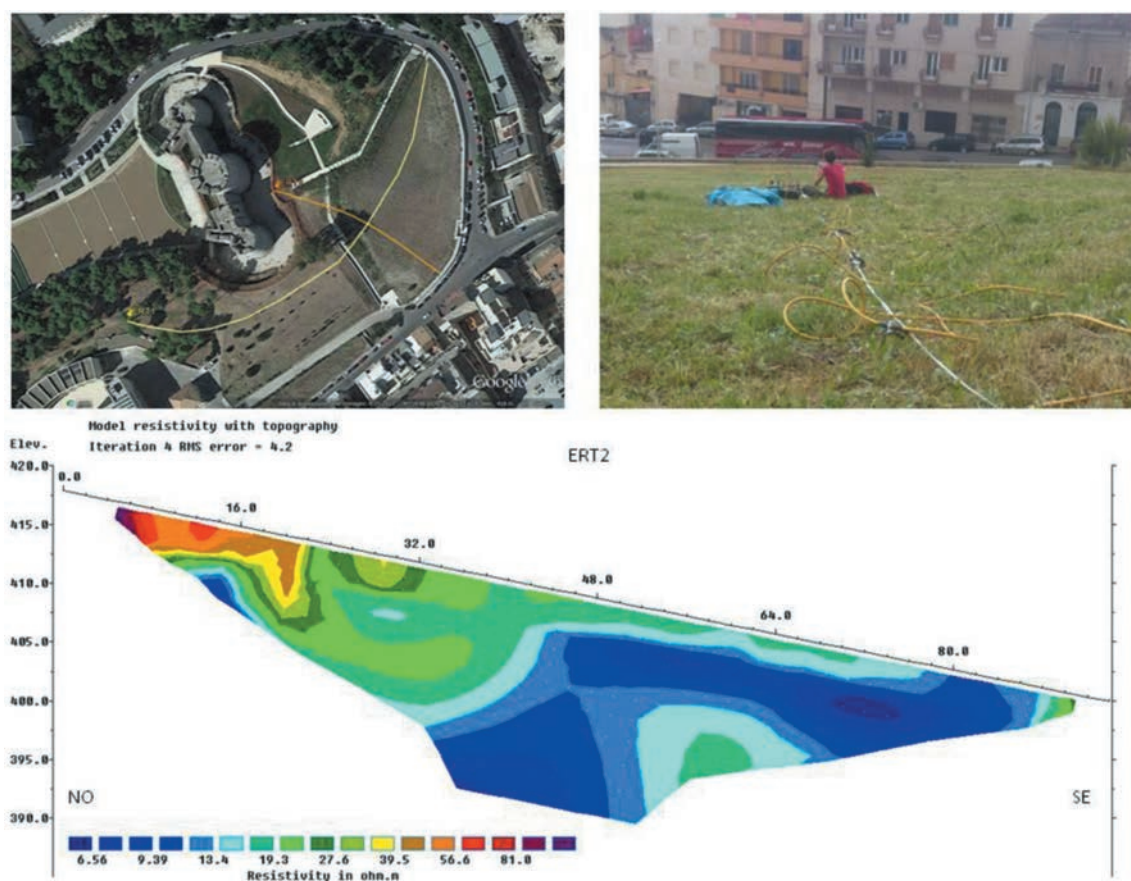 Google
Model resistivity with topography
Elev.
Iteration 4 RMS error = 4.2
ERT2
420.0
0.0
415.0
16.0
32.0
410.0
48.0
405.0
64.0
80.0
400.0
395.0
390.0
NO
SE
6.56 9.39 13.4 19.3 27.6 39.5 56.6 81.0
Resistivity in ohm.m